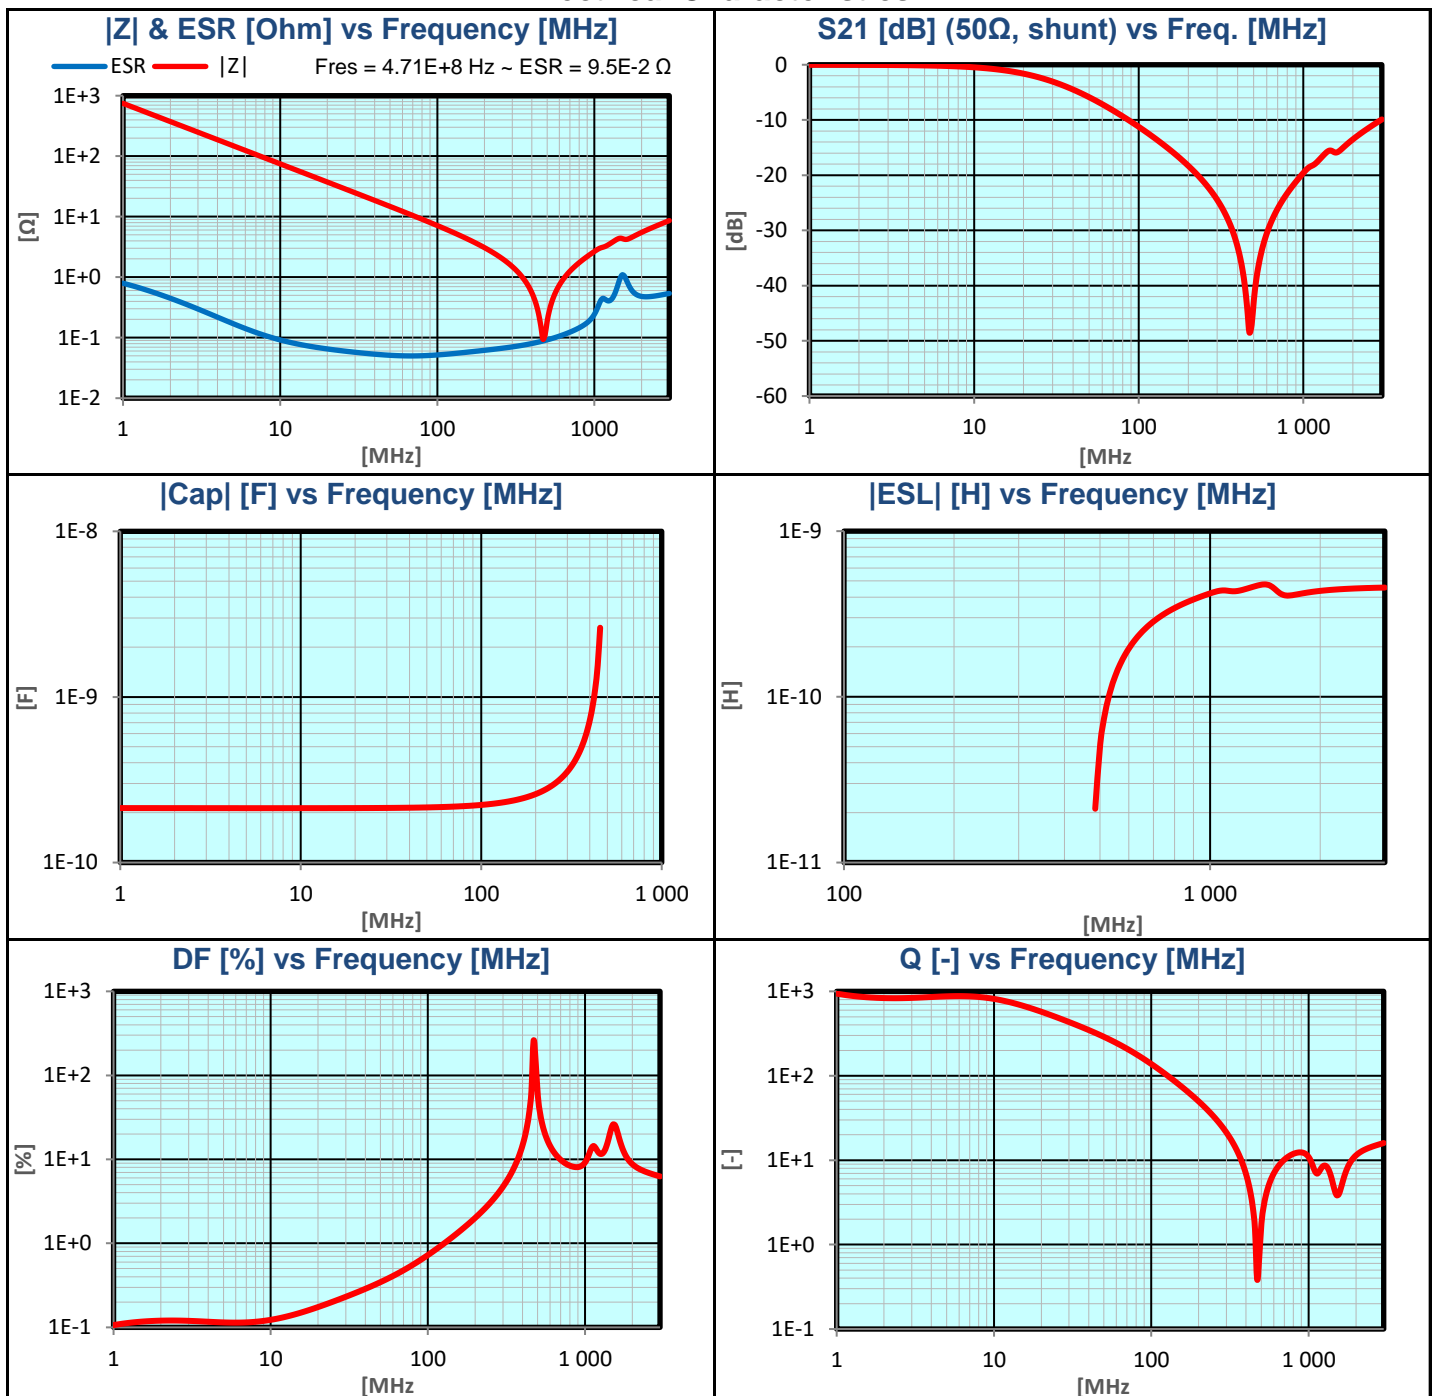 |Z| & ESR [Ohm] vs Frequency [MHz]
ESR |Z| Fres = 4.71E+8 Hz ~ ESR = 9.5E-2 Ω
1E+3
1E+2
1E+1
1E+0
1E-1
1E-2
[Ω]
1 10 100 1000
[MHz]
S21 [dB] (50Ω, shunt) vs Freq. [MHz]
0
-10
-20
-30
-40
-50
-60
[dB]
1 10 100 1 000
[MHz
|Cap| [F] vs Frequency [MHz]
1E-8
1E-9
1E-10
[F]
1 10 100 1 000
[MHz]
|ESL| [H] vs Frequency [MHz]
1E-9
1E-10
1E-11
[H]
100 1 000
[MHz]
DF [%] vs Frequency [MHz]
1E+3
1E+2
1E+1
1E+0
1E-1
[%]
1 10 100 1 000
[MHz
Q [-] vs Frequency [MHz]
1E+3
1E+2
1E+1
1E+0
1E-1
[-]
1 10 100 1 000
[MHz